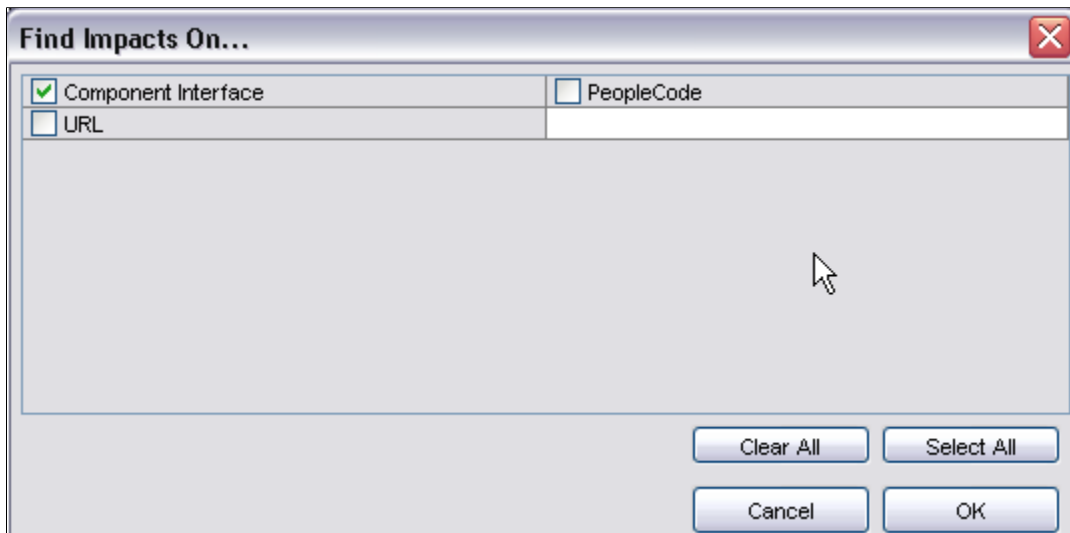 Find Impacts On...
Component Interface PeopleCode
URL
Clear All Select All
Cancel OK